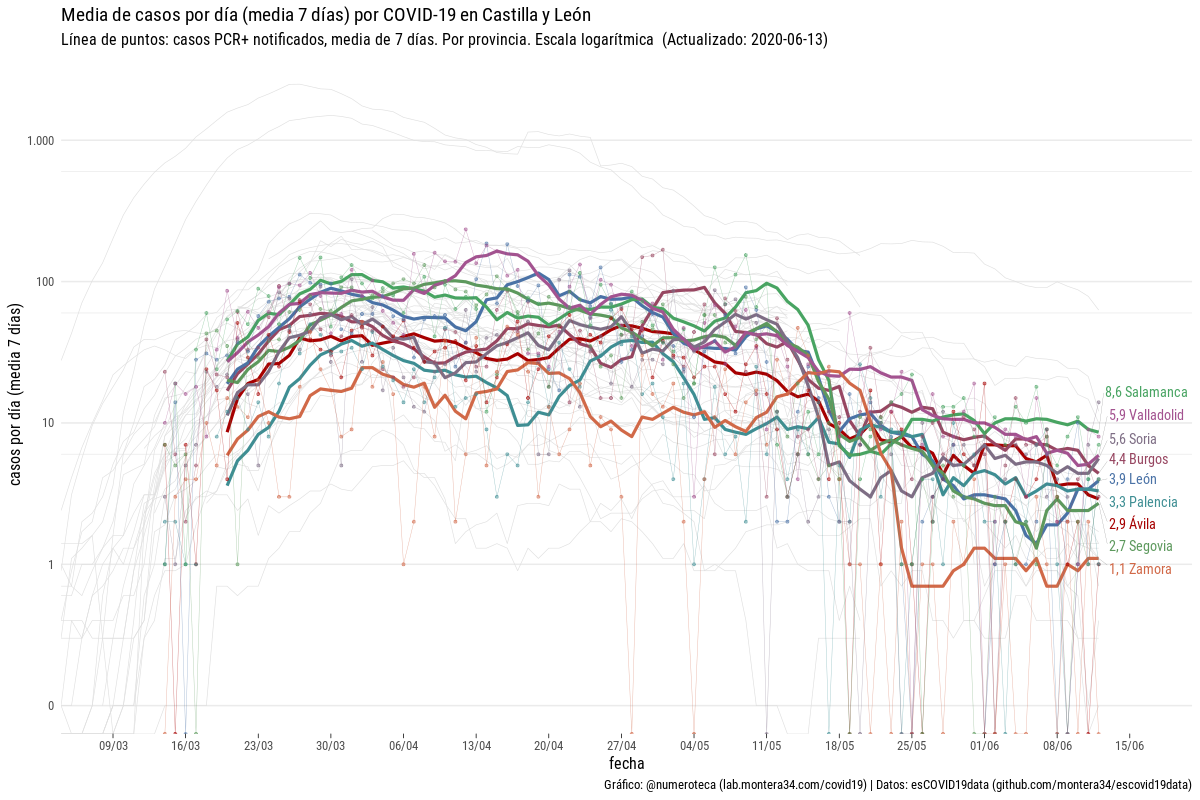 Media de casos por día (media 7 días) por COVID-19 en Castilla y León
Línea de puntos: casos PCR+ notificados, media de 7 días. Por provincia. Escala logarítmica (Actualizado: 2020-06-13)
casos por día (media 7 días)
1.000
100
10
1
0
8,6 Salamanca
5,9 Valladolid
5,6 Soria
4,4 Burgos
3,9 León
3,3 Palencia
2,9 Ávila
2,7 Segovia
1,1 Zamora
09/03 16/03 23/03 30/03 06/04 13/04 20/04 27/04 04/05 11/05 18/05 25/05 01/06 08/06 15/06
fecha
Gráfico: @numeroteca (lab.montera34.com/covid19) | Datos: esCOVID19data (github.com/montera34/escovid19data)